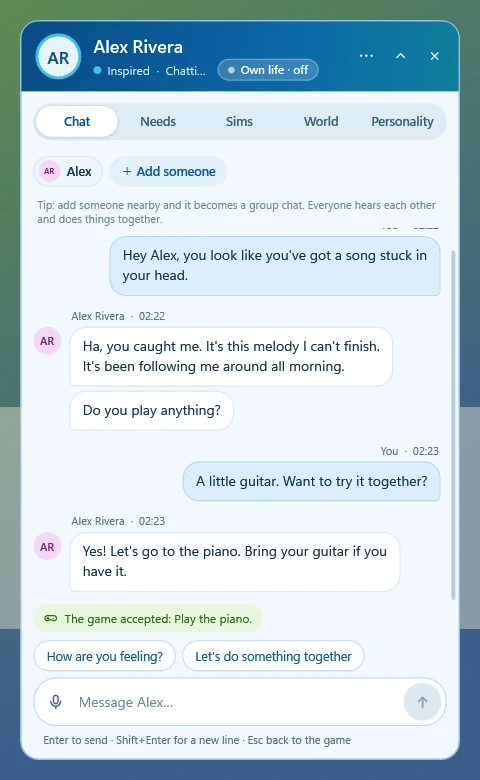 AR
Alex Rivera
Inspired · Chatti...
Own life · off
Chat Needs Sims World Personality
AR Alex + Add someone
Tip: add someone nearby and it becomes a group chat. Everyone hears each other
and does things together.
Hey Alex, you look like you've got a song stuck in
your head.
Alex Rivera · 02:22
AR
Ha, you caught me. It's this melody I can't finish.
It's been following me around all morning.
Do you play anything?
You · 02:23
A little guitar. Want to try it together?
Alex Rivera · 02:23
AR
Yes! Let's go to the piano. Bring your guitar if you
have it.
The game accepted: Play the piano.
How are you feeling? Let's do something together
Message Alex...
Enter to send · Shift+Enter for a new line · Esc back to the game